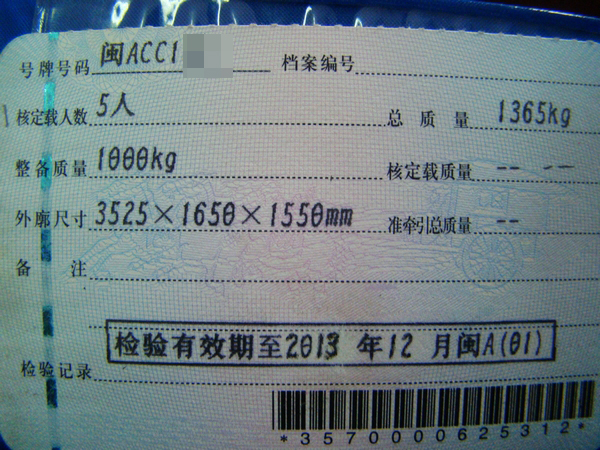 号牌号码 闽ACC1 档案编号
核定载人数 5人 总质量 1365kg
整备质量 1000kg 核定载质量 -- --
外廓尺寸 3525×1650×1550mm 准牵引总质量 --
备注
检验有效期至2013 年12 月闽A(01)
检验记录
*3570000625312*